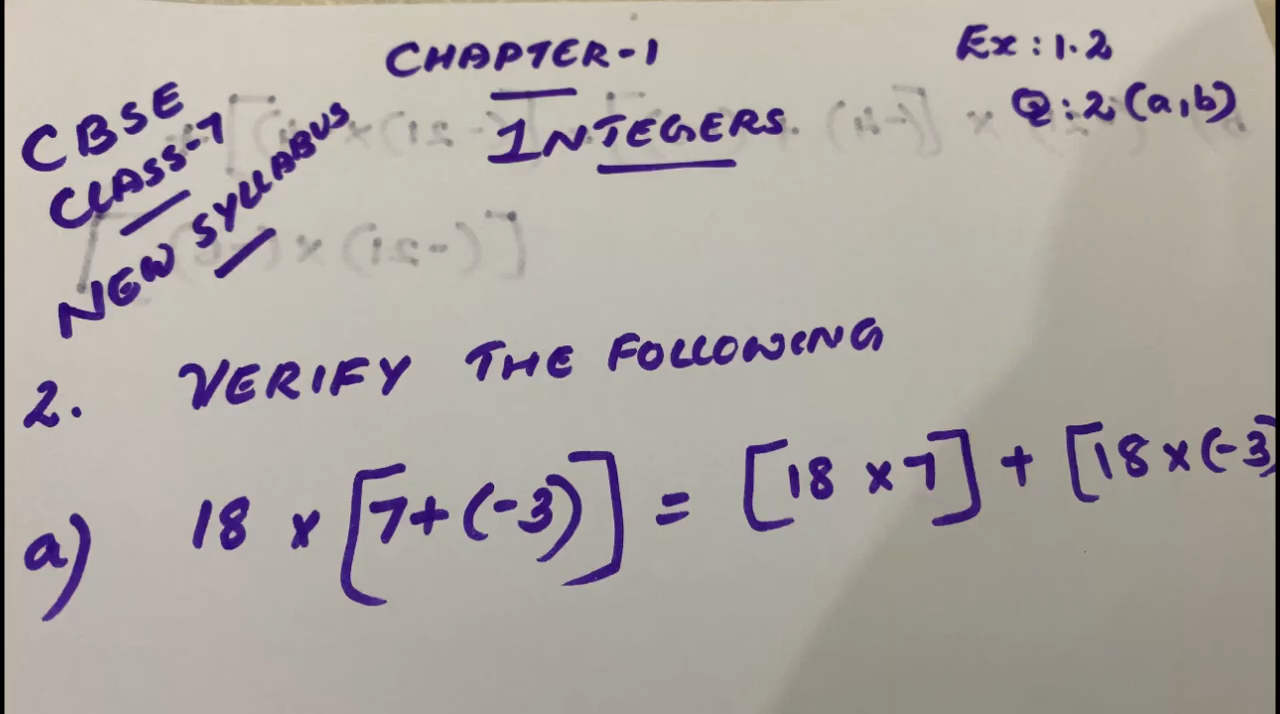 CHAPTER-1
INTEGERS.
Ex: 1.2
Q: 2 (a,b)
CBSE
CLASS-7
NEW SYLLABUS
2. VERIFY THE FOLLOWING
a) 18 × [7+(-3)] = [18 × 7] + [18 × (-3)